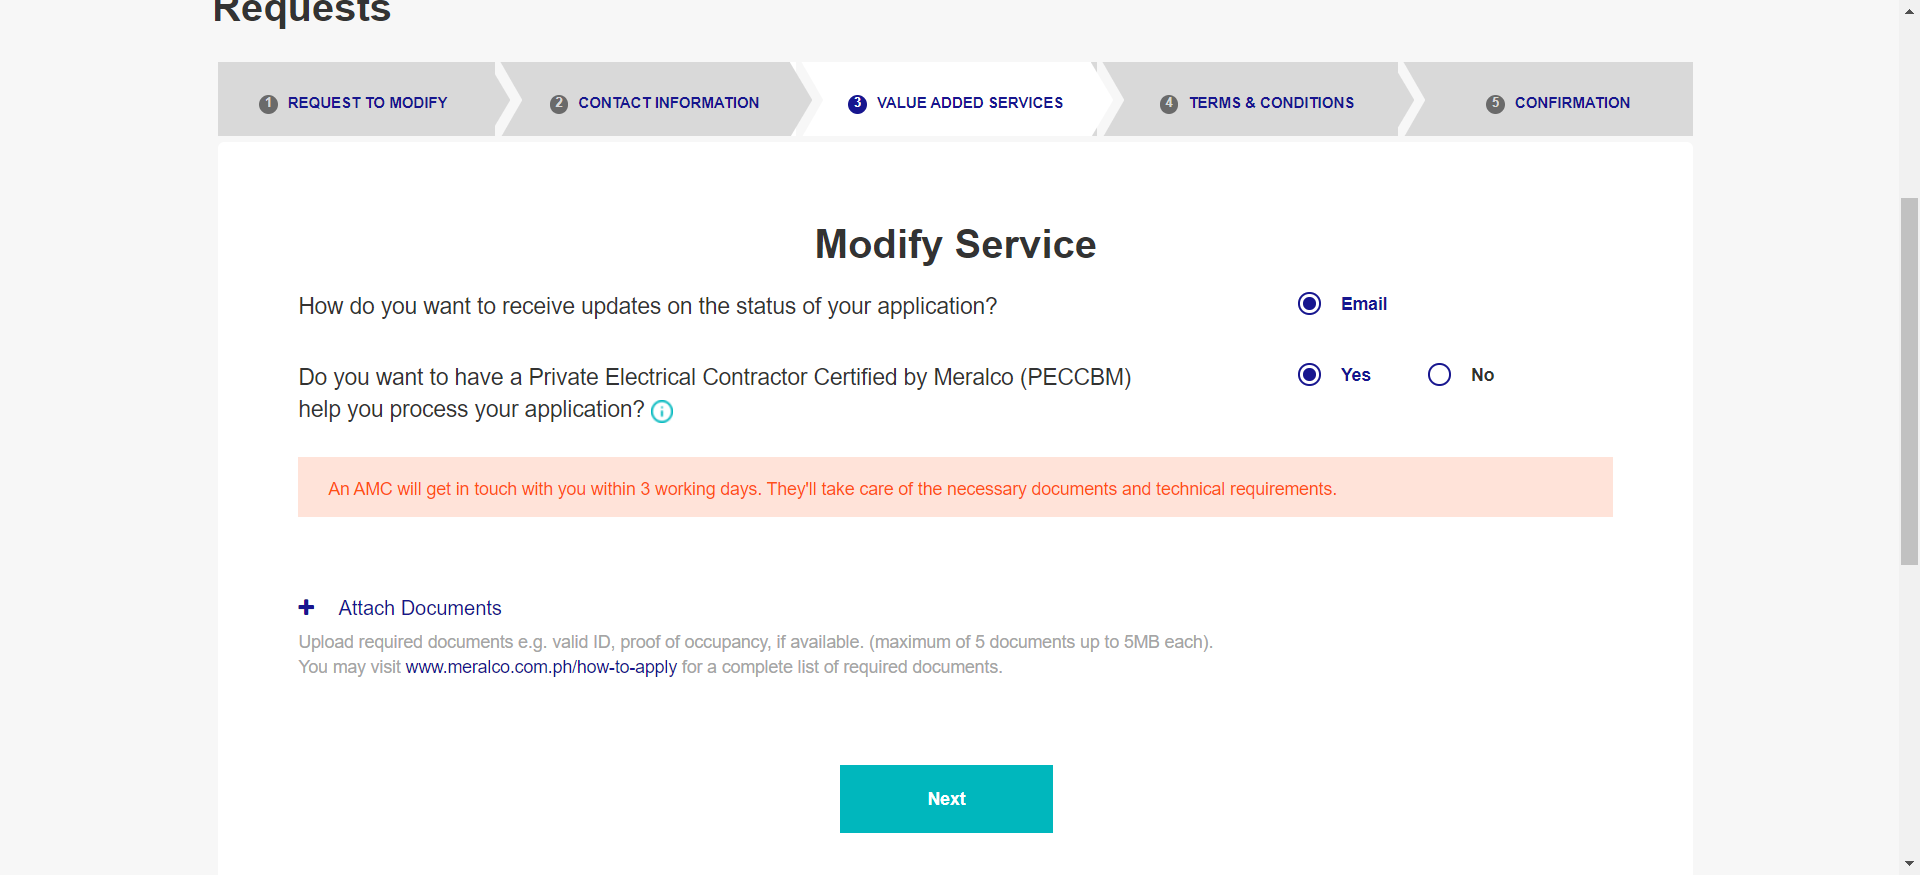 Requests
1 REQUEST TO MODIFY
2 CONTACT INFORMATION
3 VALUE ADDED SERVICES
4 TERMS & CONDITIONS
5 CONFIRMATION
Modify Service
How do you want to receive updates on the status of your application?
Email
Do you want to have a Private Electrical Contractor Certified by Meralco (PECCBM)
help you process your application?
Yes
No
An AMC will get in touch with you within 3 working days. They'll take care of the necessary documents and technical requirements.
+ Attach Documents
Upload required documents e.g. valid ID, proof of occupancy, if available. (maximum of 5 documents up to 5MB each).
You may visit www.meralco.com.ph/how-to-apply for a complete list of required documents.
Next